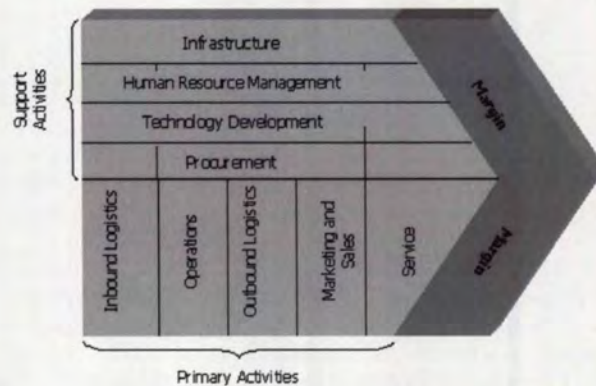 Support
Activities
Infrastructure
Human Resource Management
Technology Development
Procurement
Inbound Logistics
Operations
Outbound Logistics
Marketing and
Sales
Service
Margin
Margin
Primary Activities